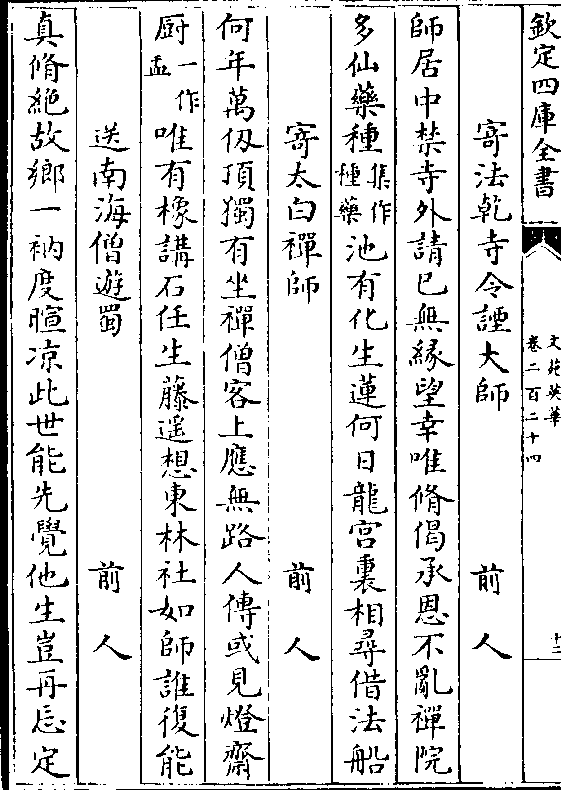 欽定四庫全書
文苑英華
卷二百二十四
十二
寄法乾寺令諲大師
前人
師居中禁寺外請已無緣望幸唯脩偈承恩不亂禪院
多仙藥種集作種藥池有化生蓮何日龍宫裏相尋借法船
寄太白禪師
前人
何年萬仭頂獨有坐禪僧客上應無路人傳或見燈齋
厨一作盂唯有橡講石任生藤遥想東林社如師誰復能
送南海僧遊蜀
前人
真脩絶故鄉一衲度暄凉此世能先覺他生豈再忘定